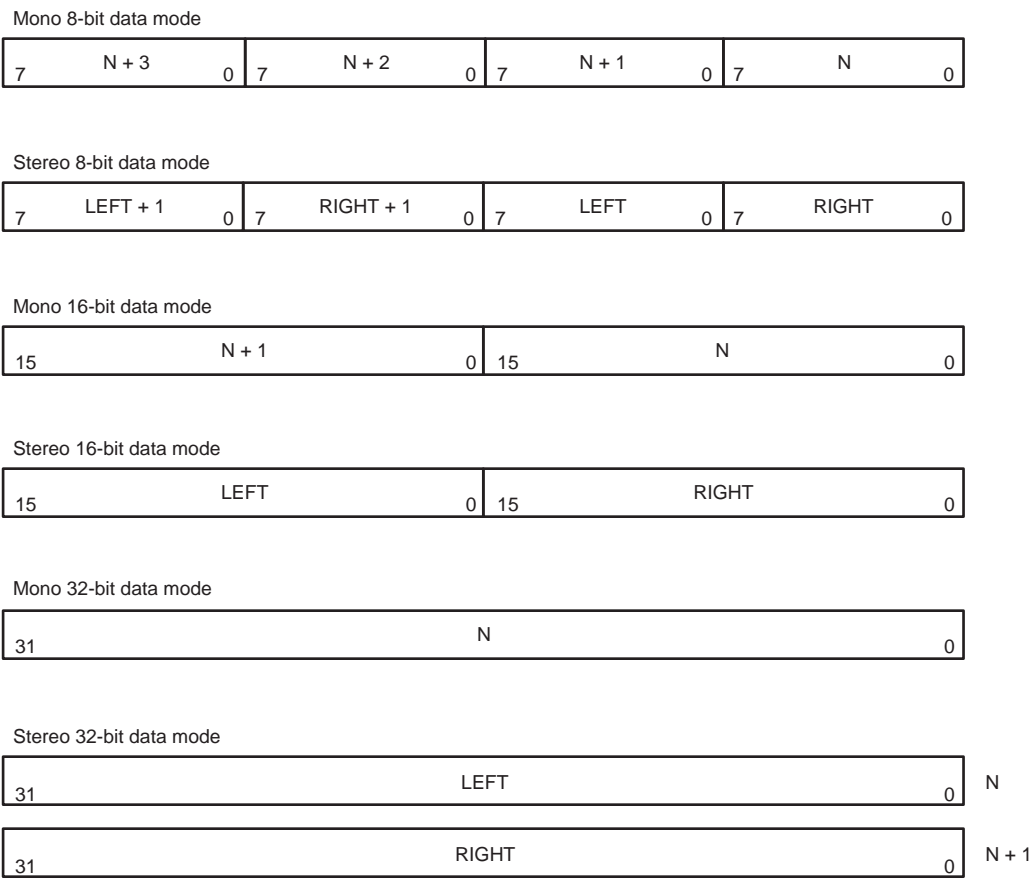 Mono 8-bit data mode
N + 3 N + 2 N + 1 N
7 0 7 0 7 0 7 0
Stereo 8-bit data mode
LEFT + 1 RIGHT + 1 LEFT RIGHT
7 0 7 0 7 0 7 0
Mono 16-bit data mode
N + 1 N
15 0 15 0
Stereo 16-bit data mode
LEFT RIGHT
15 0 15 0
Mono 32-bit data mode
N
31 0
Stereo 32-bit data mode
LEFT N
31 0
RIGHT N + 1
31 0